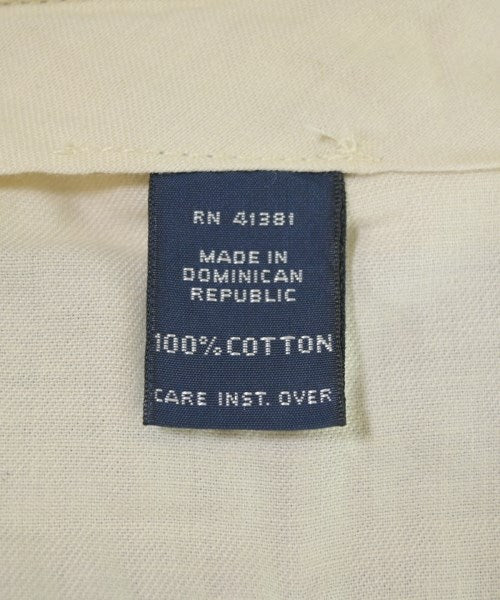 RN 41381
MADE IN
DOMINICAN
REPUBLIC
100% COTTON
CARE INST. OVER